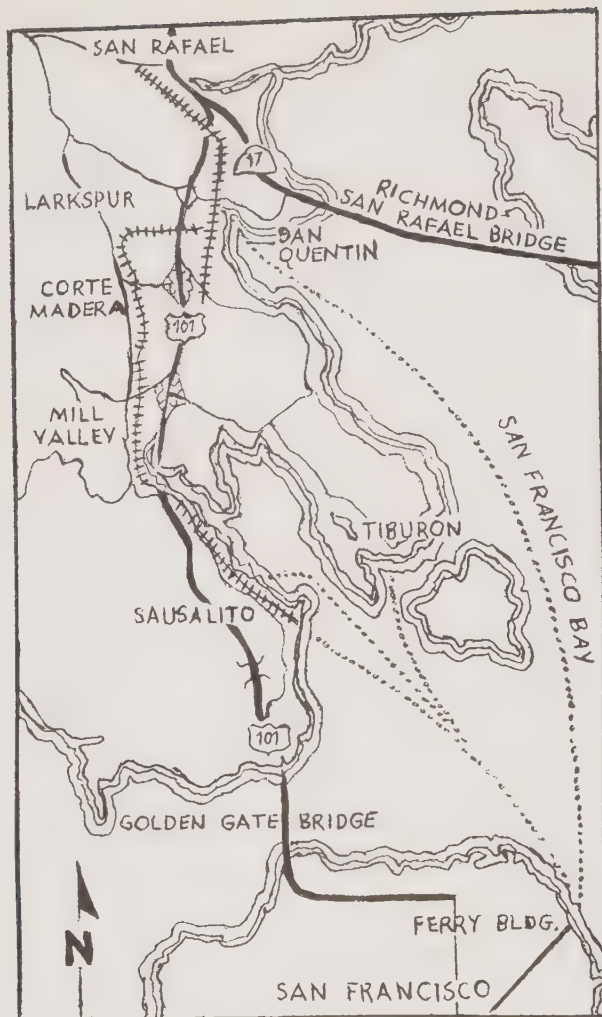 SAN RAFAEL
17
LARKSPUR
RICHMOND-
SAN RAFAEL BRIDGE
SAN
QUENTIN
CORTE
MADERA
101
MILL
VALLEY
SAN FRANCISCO BAY
TIBURON
SAUSALITO
101
GOLDEN GATE BRIDGE
FERRY BLDG.
N
SAN FRANCISCO